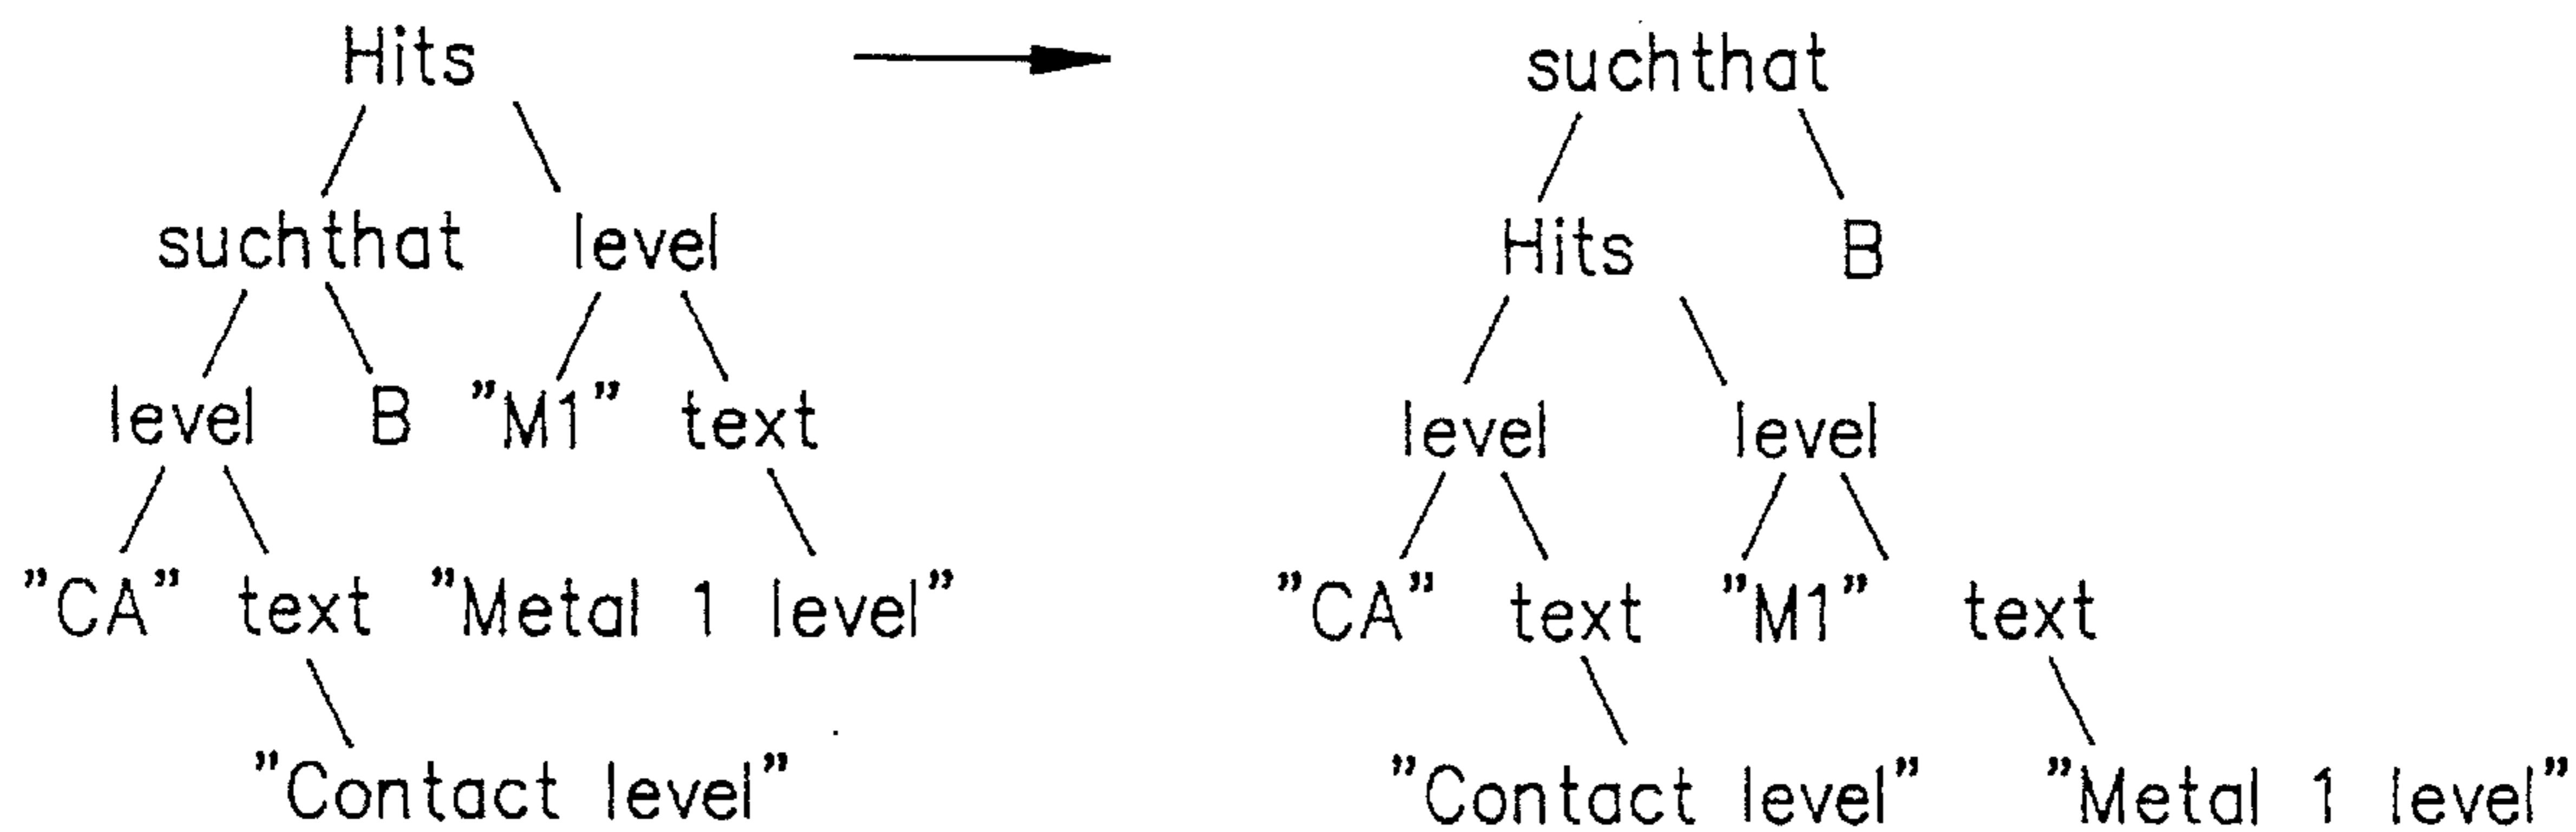 Hits
suchthat level
level B ”M1” text
”CA” text ”Metal 1 level”
”Contact level”
suchthat
Hits B
level level
”CA” text ”M1” text
”Contact level” ”Metal 1 level”